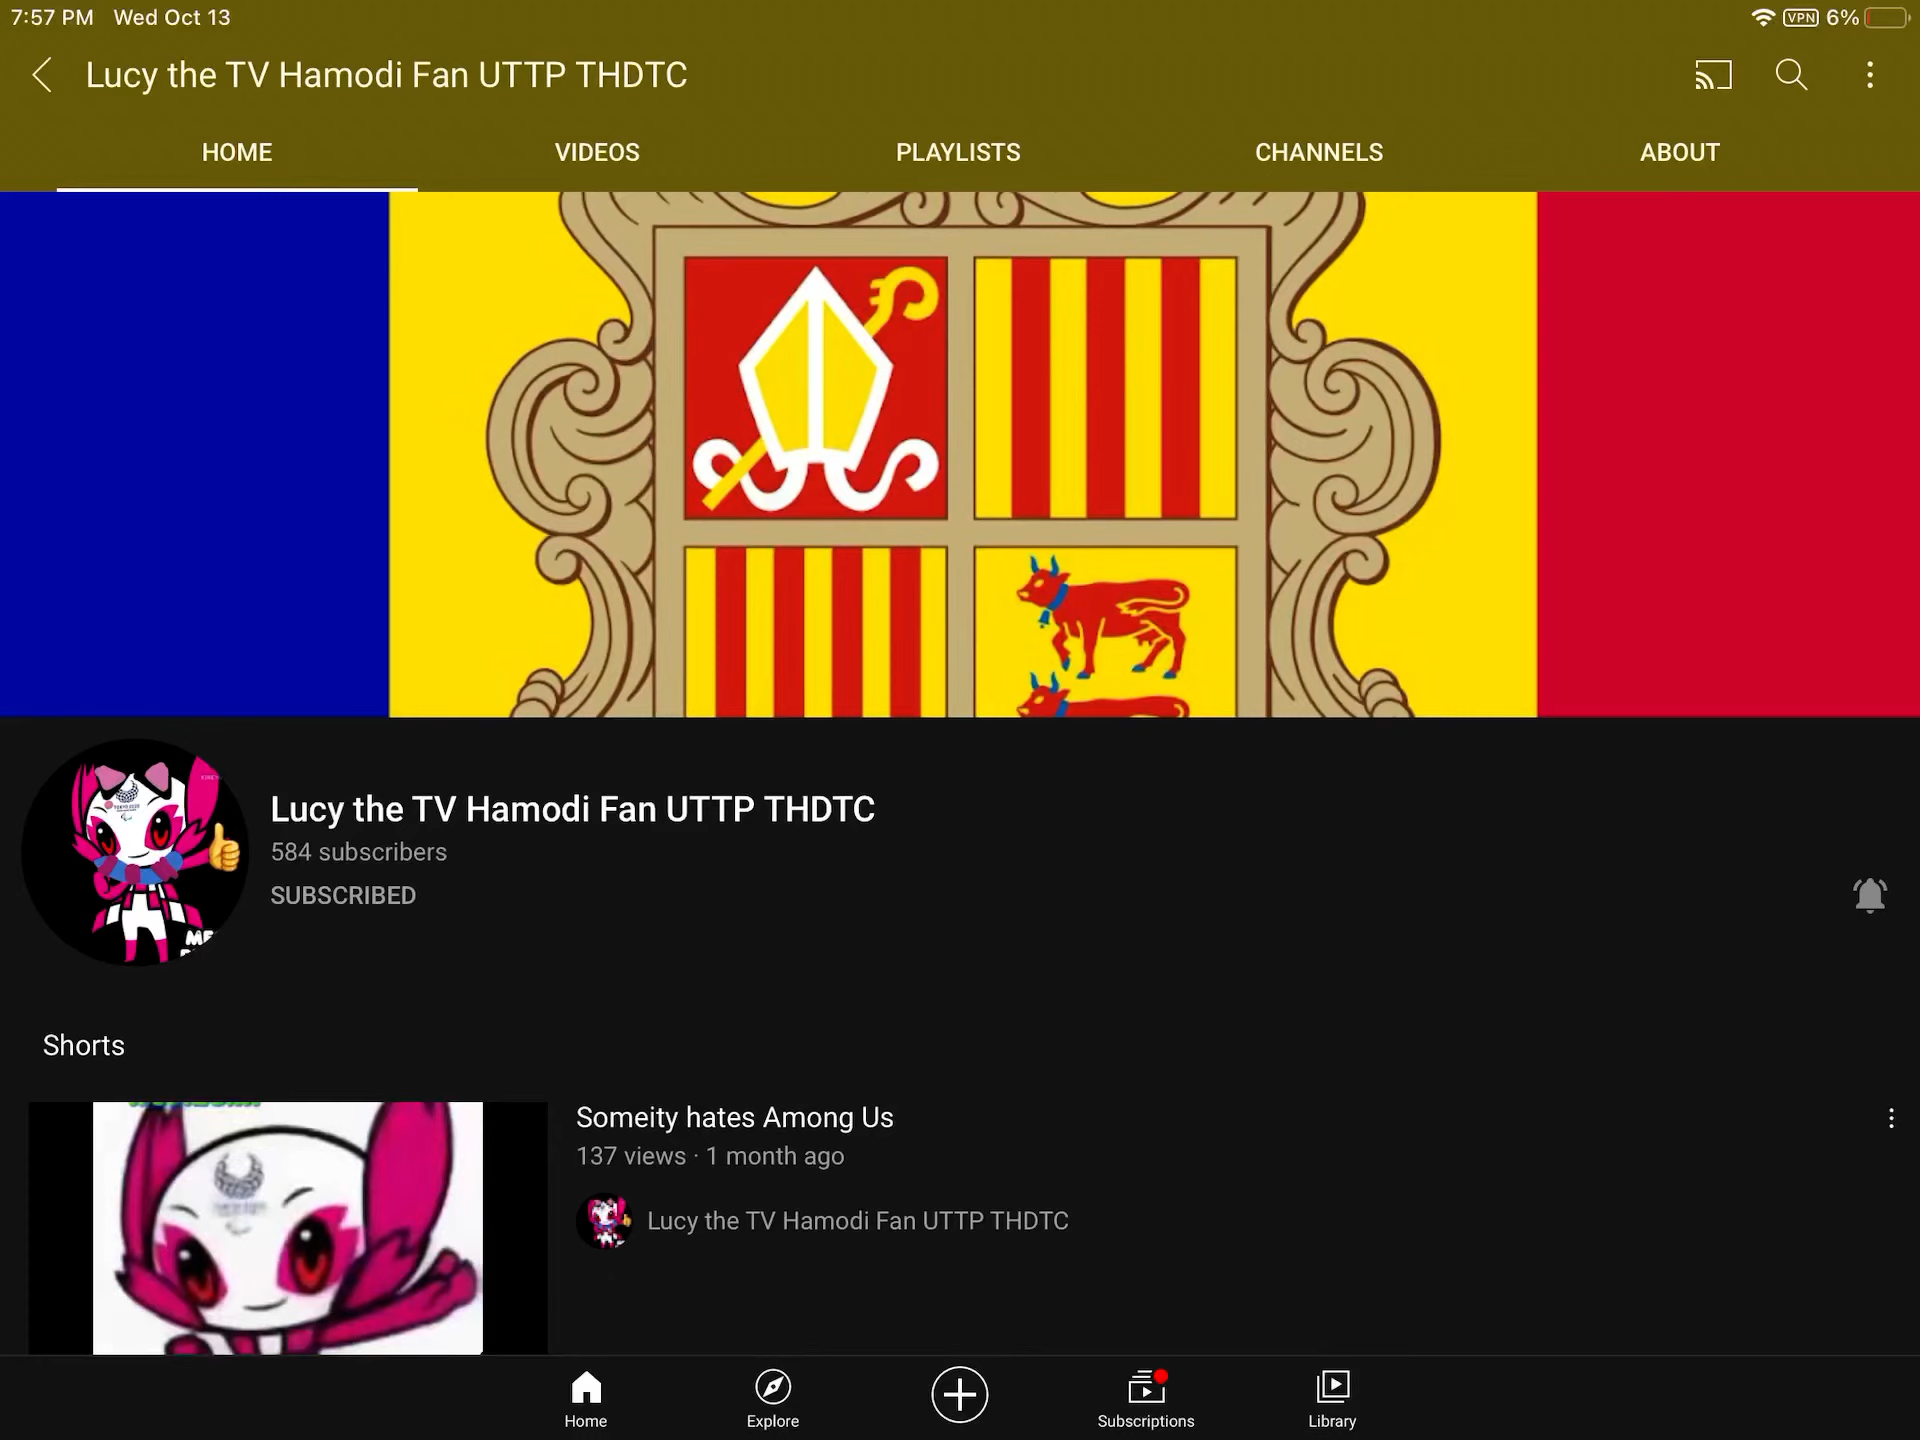 7:57 PM Wed Oct 13
VPN 6%
Lucy the TV Hamodi Fan UTTP THDTC
HOME VIDEOS PLAYLISTS CHANNELS ABOUT
Lucy the TV Hamodi Fan UTTP THDTC
584 subscribers
SUBSCRIBED
Shorts
Someity hates Among Us
137 views · 1 month ago
Lucy the TV Hamodi Fan UTTP THDTC
Home Explore Subscriptions Library